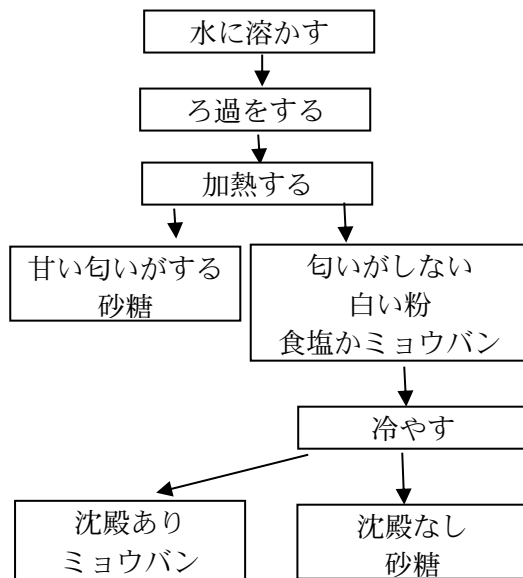 水に溶かす
ろ過をする
加熱する
甘い匂いがする
砂糖
匂いがしない
白い粉
食塩かミョウバン
冷やす
沈殿あり
ミョウバン
沈殿なし
砂糖